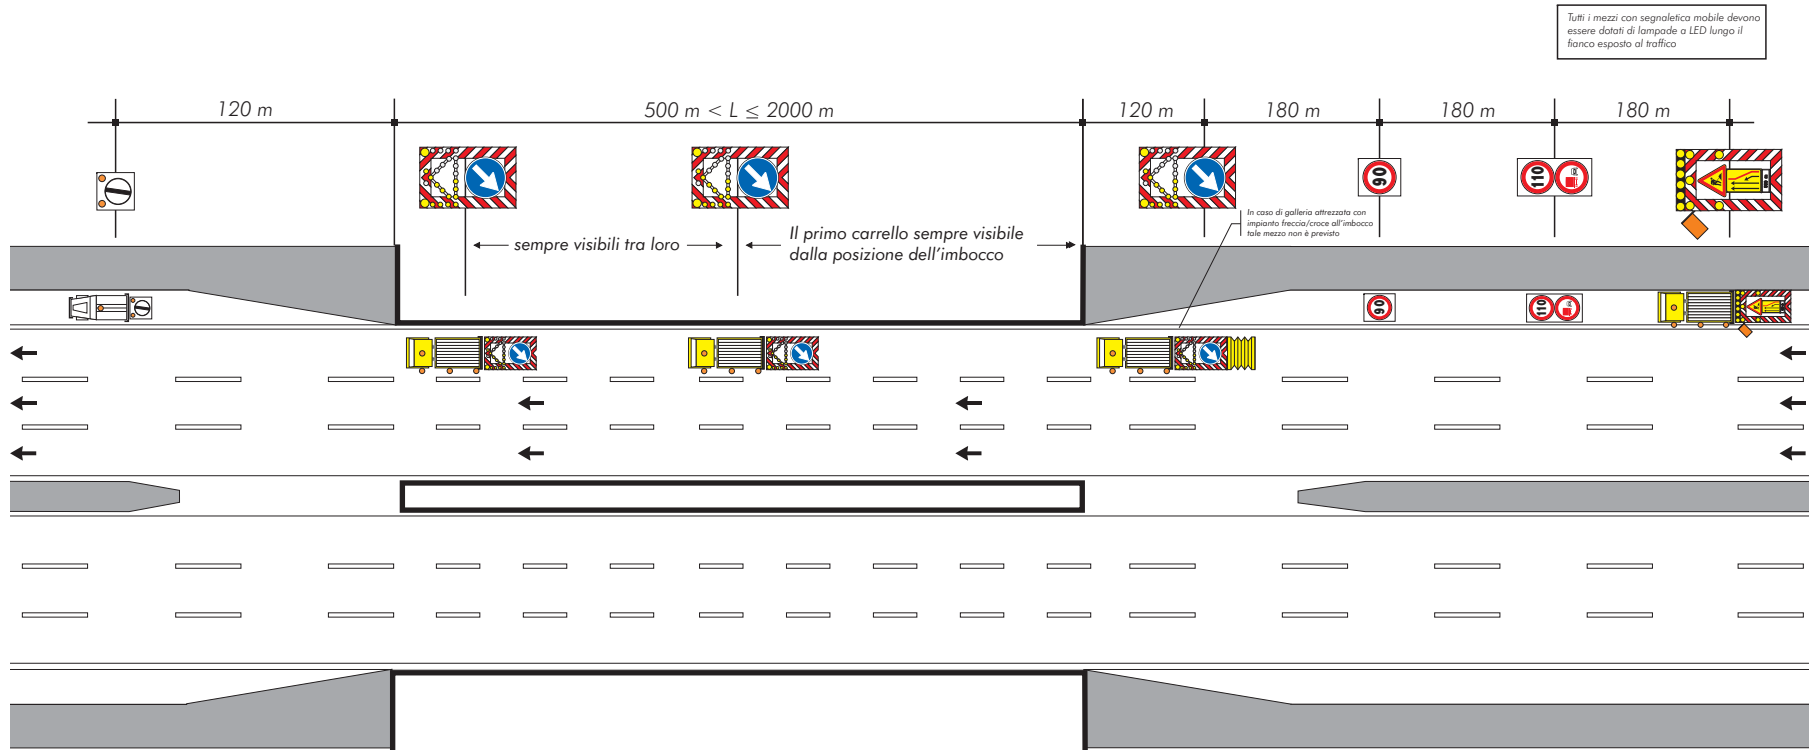 Tutti i mezzi con segnaletica mobile devono
essere dotati di lampade a LED lungo il
fianco esposto al traffico
120 m
500 m < L ≤ 2000 m
120 m
180 m
180 m
180 m
90
110
sempre visibili tra loro
Il primo carrello sempre visibile
dalla posizione dell'imbocco
In caso di galleria attrezzata con
impianto freccia/croce all'imbocco
tale mezzo non è previsto
90
110